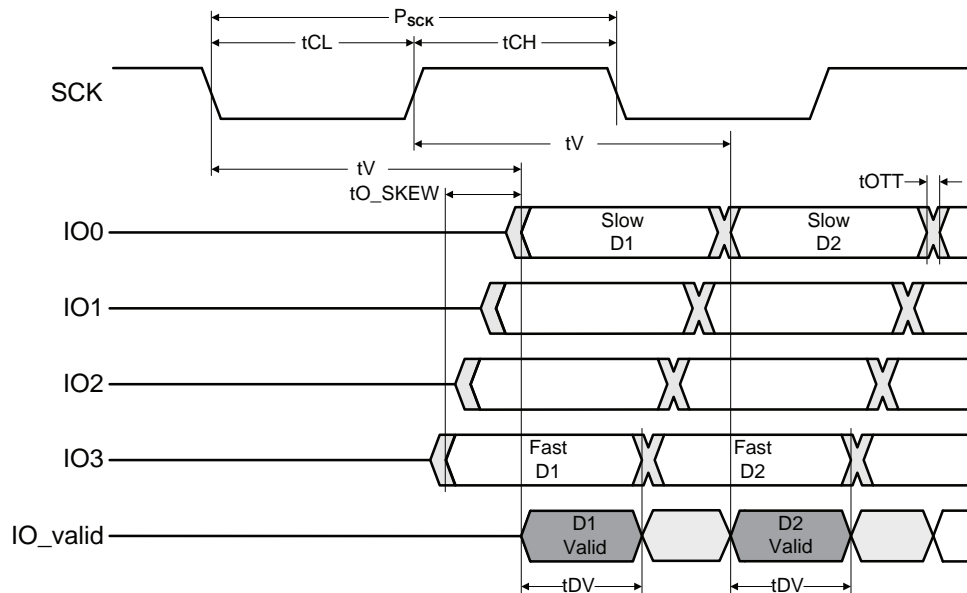 PSCK
tCL
tCH
SCK
tV
tV
tO_SKEW
tOTT
IO0
Slow
D1
Slow
D2
IO1
IO2
IO3
Fast
D1
Fast
D2
IO_valid
D1
Valid
D2
Valid
tDV
tDV